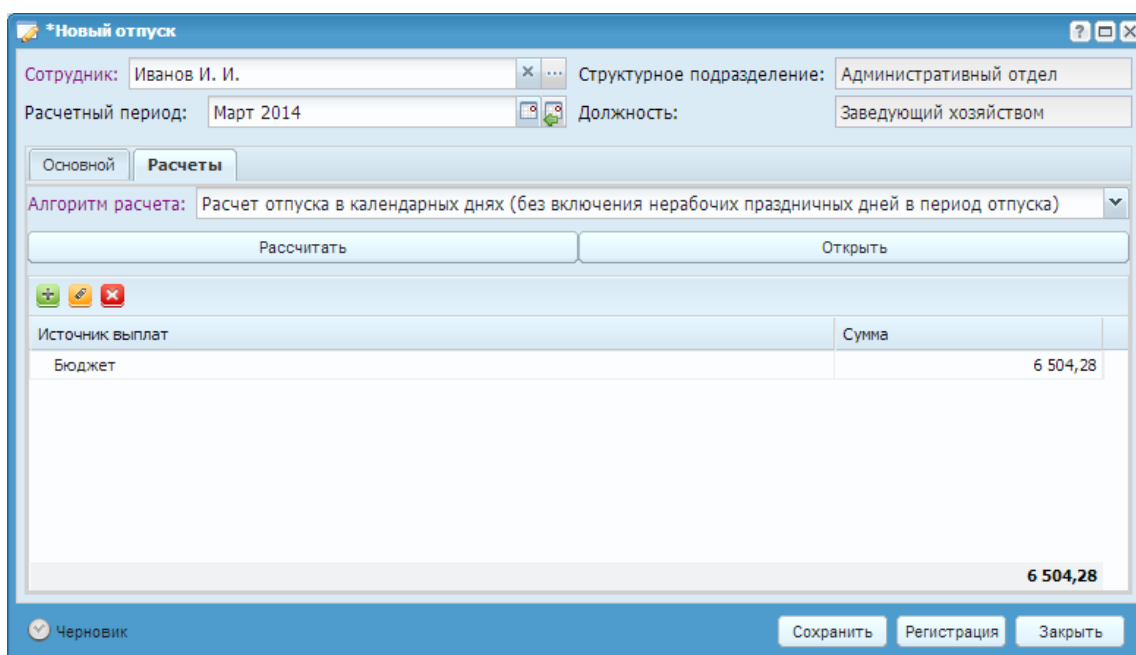 *Новый отпуск
Сотрудник: Иванов И. И. Структурное подразделение: Административный отдел
Расчетный период: Март 2014 Должность: Заведующий хозяйством
Основной Расчеты
Алгоритм расчета: Расчет отпуска в календарных днях (без включения нерабочих праздничных дней в период отпуска)
Рассчитать Открыть
Источник выплат Сумма
Бюджет 6 504,28
6 504,28
Черновик Сохранить Регистрация Закрыть